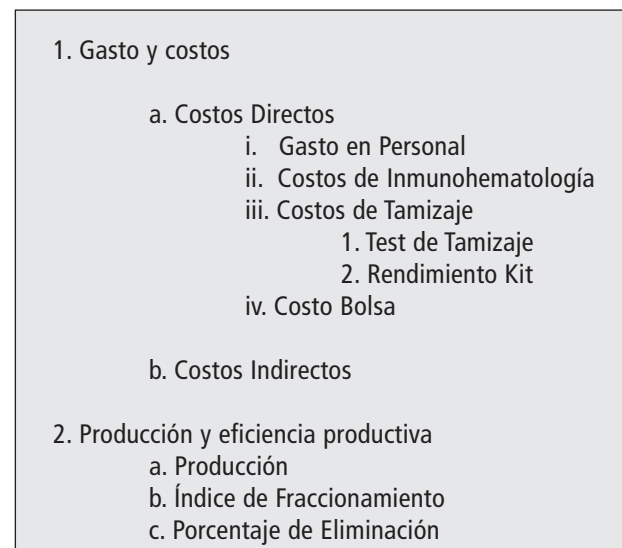 1. Gasto y costos
a. Costos Directos
i. Gasto en Personal
ii. Costos de Inmunohematología
iii. Costos de Tamizaje
1. Test de Tamizaje
2. Rendimiento Kit
iv. Costo Bolsa
b. Costos Indirectos
2. Producción y eficiencia productiva
a. Producción
b. Índice de Fraccionamiento
c. Porcentaje de Eliminación